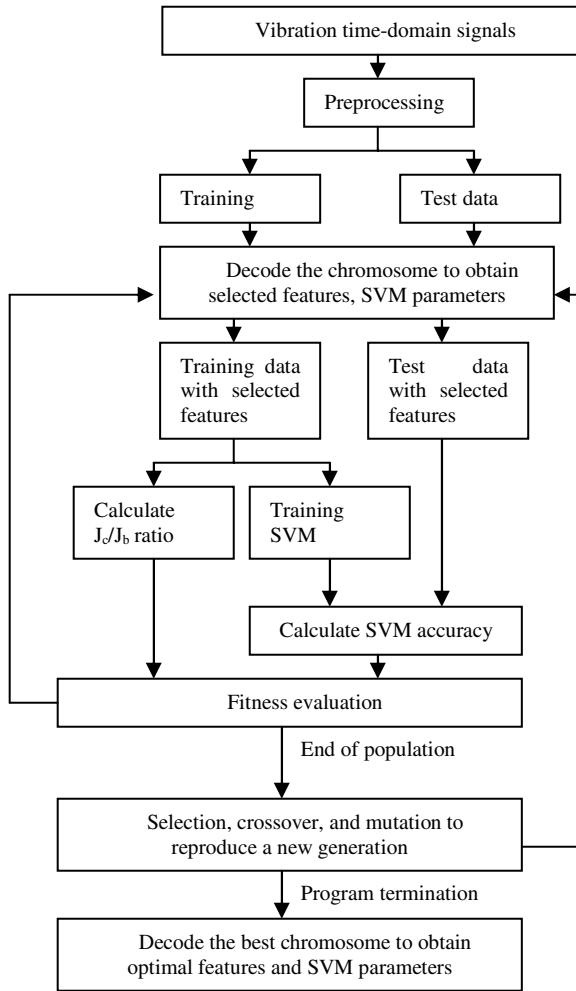 Vibration time-domain signals
Preprocessing
Training
Test data
Decode the chromosome to obtain
selected features, SVM parameters
Training data
with selected
features
Test data
with selected
features
Calculate
Jc/Jb ratio
Training
SVM
Calculate SVM accuracy
Fitness evaluation
End of population
Selection, crossover, and mutation to
reproduce a new generation
Program termination
Decode the best chromosome to obtain
optimal features and SVM parameters